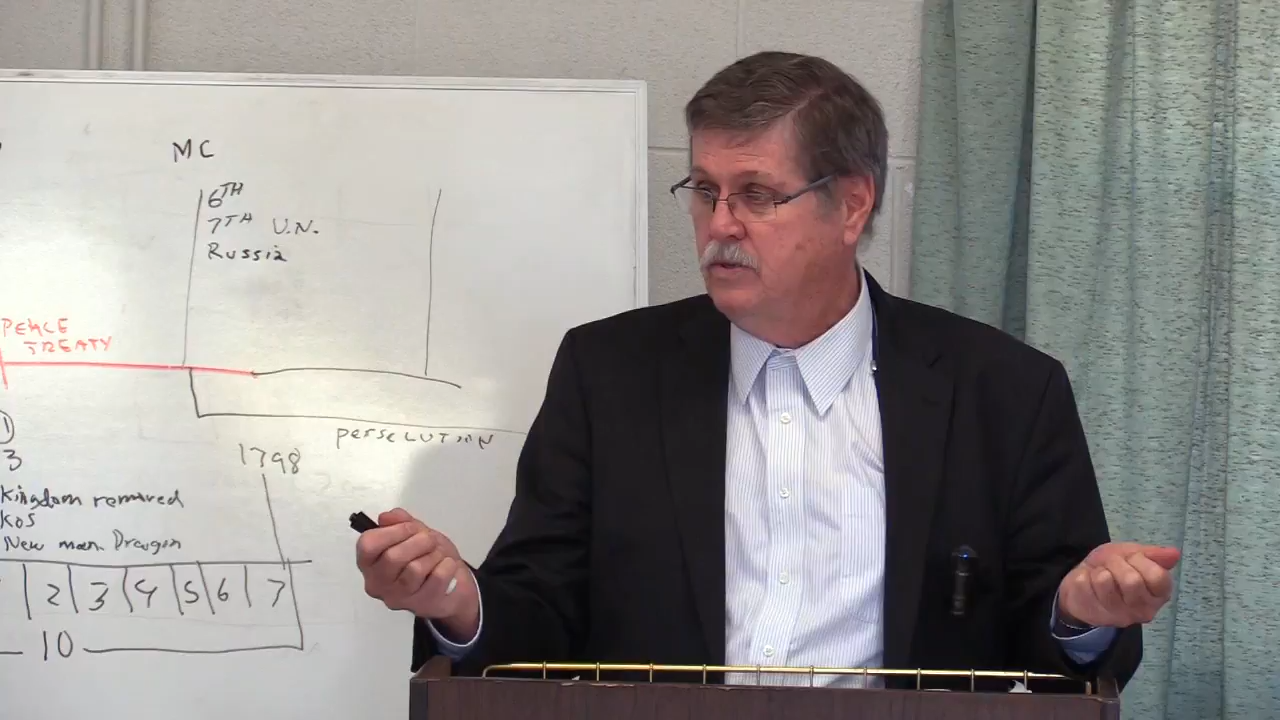 MC
6TH
7TH U.N.
Russia
PEACE
TREATY
1
3
persecution
1798
Kingdom removed
KOS
New man. Dragon
2 3 4 5 6 7
10